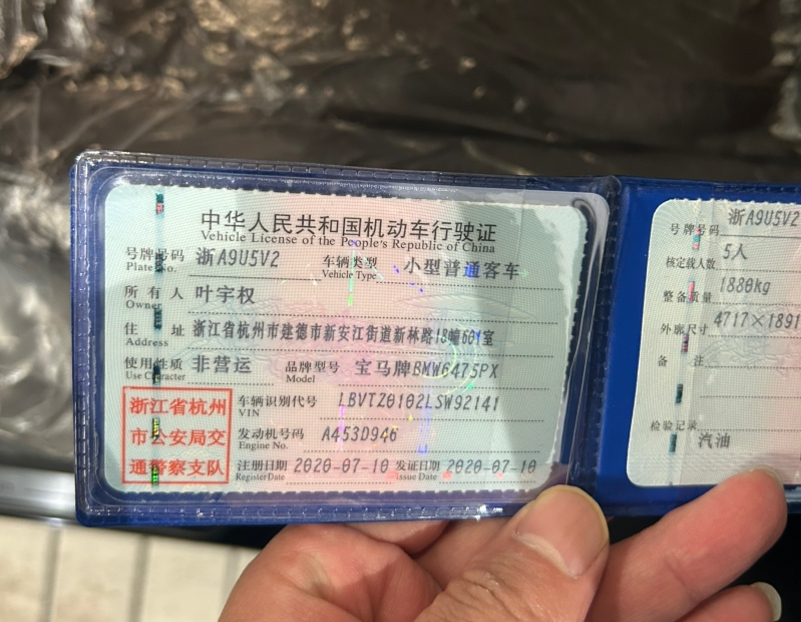 中华人民共和国机动车行驶证
Vehicle License of the People's Republic of China
号牌号码 浙A9U5V2 车辆类型 小型普通客车
Plate No. Vehicle Type
所有人 叶宇权
Owner
住址 浙江省杭州市建德市新安江街道新林路18幢601室
Address
使用性质 非营运 品牌型号 宝马牌BMW6475PX
Use Character Model
浙江省杭州
市公安局交
通警察支队
车辆识别代号 LBVTZ0102LSW92141
VIN
发动机号码 A453D946
Engine No.
注册日期 2020-07-10 发证日期 2020-07-10
Register Date Issue Date
号牌号码 浙A9U5V2
核定载人数 5人
整备质量 1880kg
外廓尺寸 4717×1891
备注
检验记录
汽油